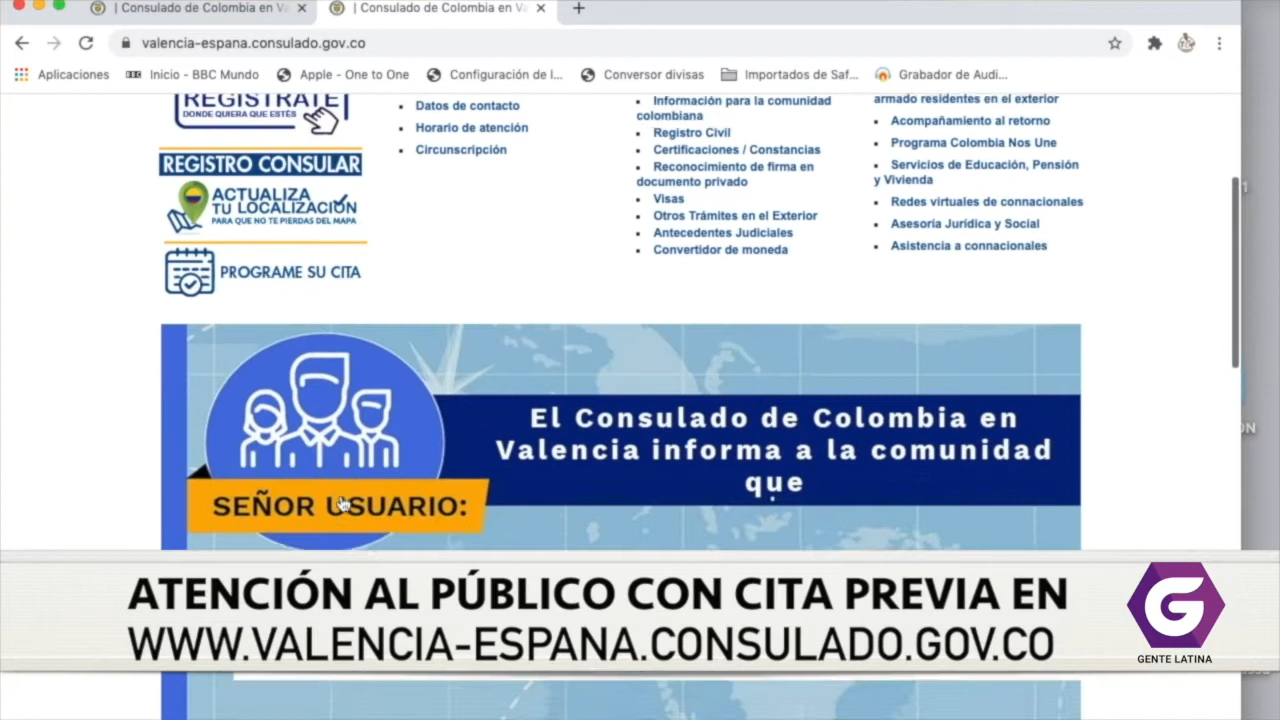 | Consulado de Colombia en Va
| Consulado de Colombia en Va
valencia-espana.consulado.gov.co
Aplicaciones
BBC
Inicio - BBC Mundo
Apple - One to One
Configuración de l...
Conversor divisas
Importados de Saf...
Grabador de Audi...
REGÍSTRATE
DONDE QUIERA QUE ESTÉS
REGISTRO CONSULAR
ACTUALIZA
TU LOCALIZACIÓN
PARA QUE NO TE PIERDAS DEL MAPA
PROGRAME SU CITA
Datos de contacto
Horario de atención
Circunscripción
Información para la comunidad
colombiana
Registro Civil
Certificaciones / Constancias
Reconocimiento de firma en
documento privado
Visas
Otros Trámites en el Exterior
Antecedentes Judiciales
Convertidor de moneda
armado residentes en el exterior
Acompañamiento al retorno
Programa Colombia Nos Une
Servicios de Educación, Pensión
y Vivienda
Redes virtuales de connacionales
Asesoría Jurídica y Social
Asistencia a connacionales
El Consulado de Colombia en
Valencia informa a la comunidad
que
SEÑOR USUARIO:
ATENCIÓN AL PÚBLICO CON CITA PREVIA EN
WWW.VALENCIA-ESPANA.CONSULADO.GOV.CO
G
GENTE LATINA